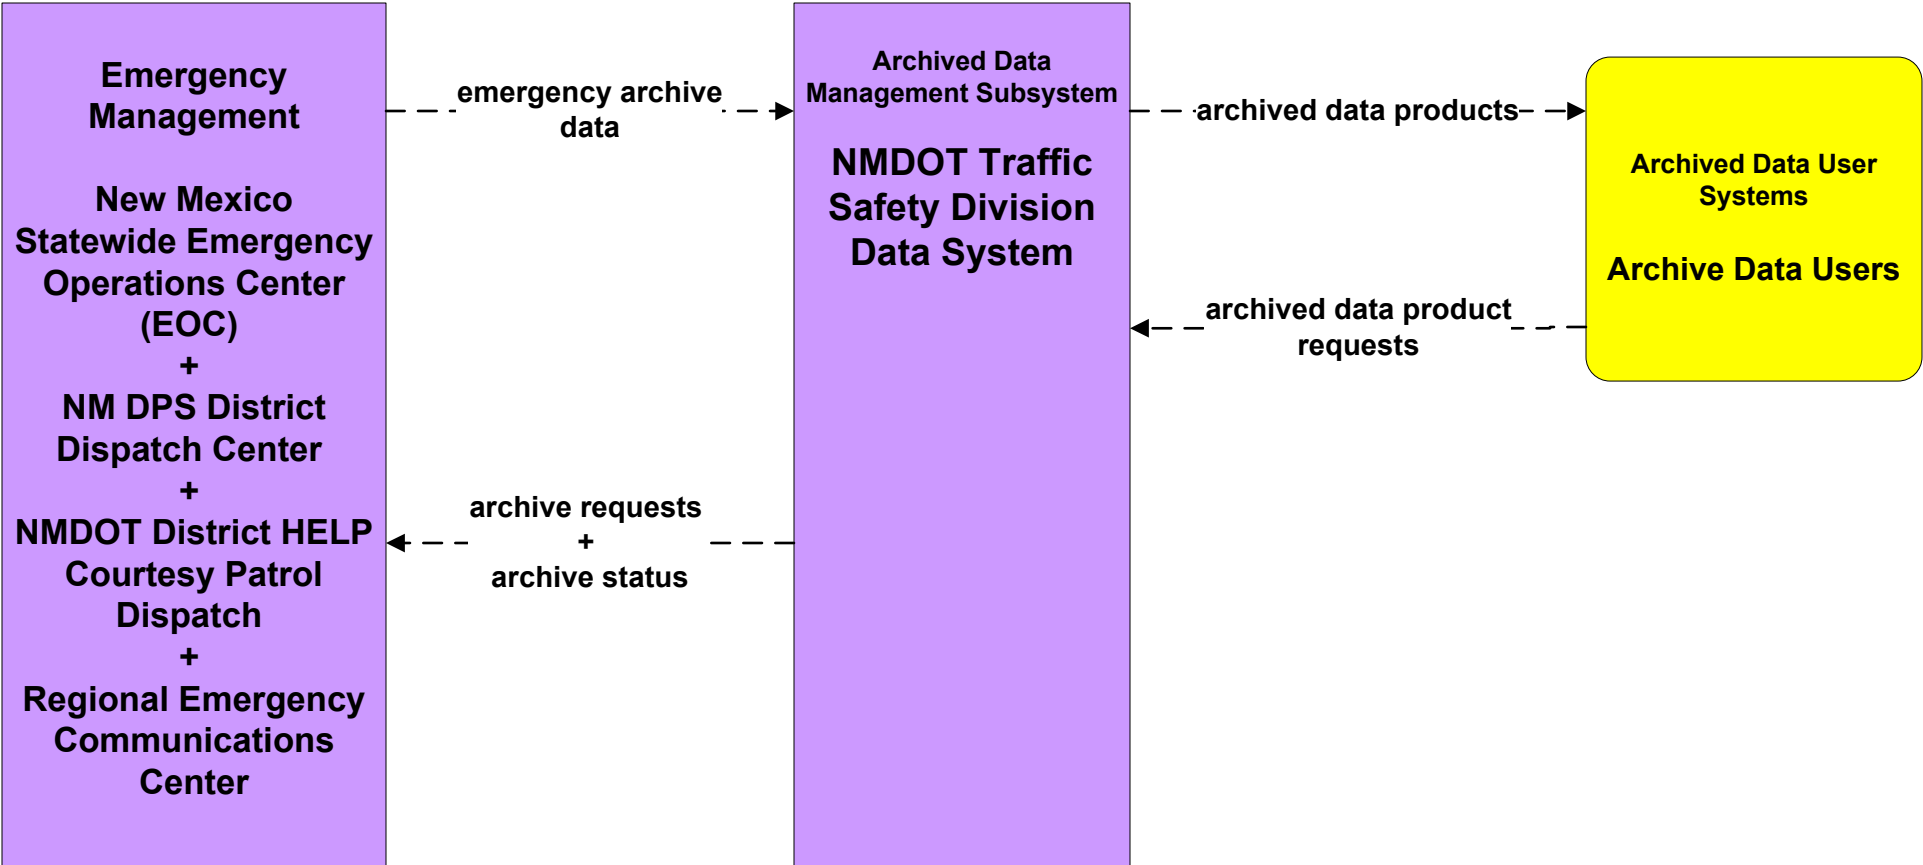 Emergency
Management
New Mexico
Statewide Emergency
Operations Center
(EOC)
+
NM DPS District
Dispatch Center
+
NMDOT District HELP
Courtesy Patrol
Dispatch
+
Regional Emergency
Communications
Center
emergency archive
data
archive requests
+
archive status
Archived Data
Management Subsystem
NMDOT Traffic
Safety Division
Data System
archived data products
archived data product
requests
Archived Data User
Systems
Archive Data Users